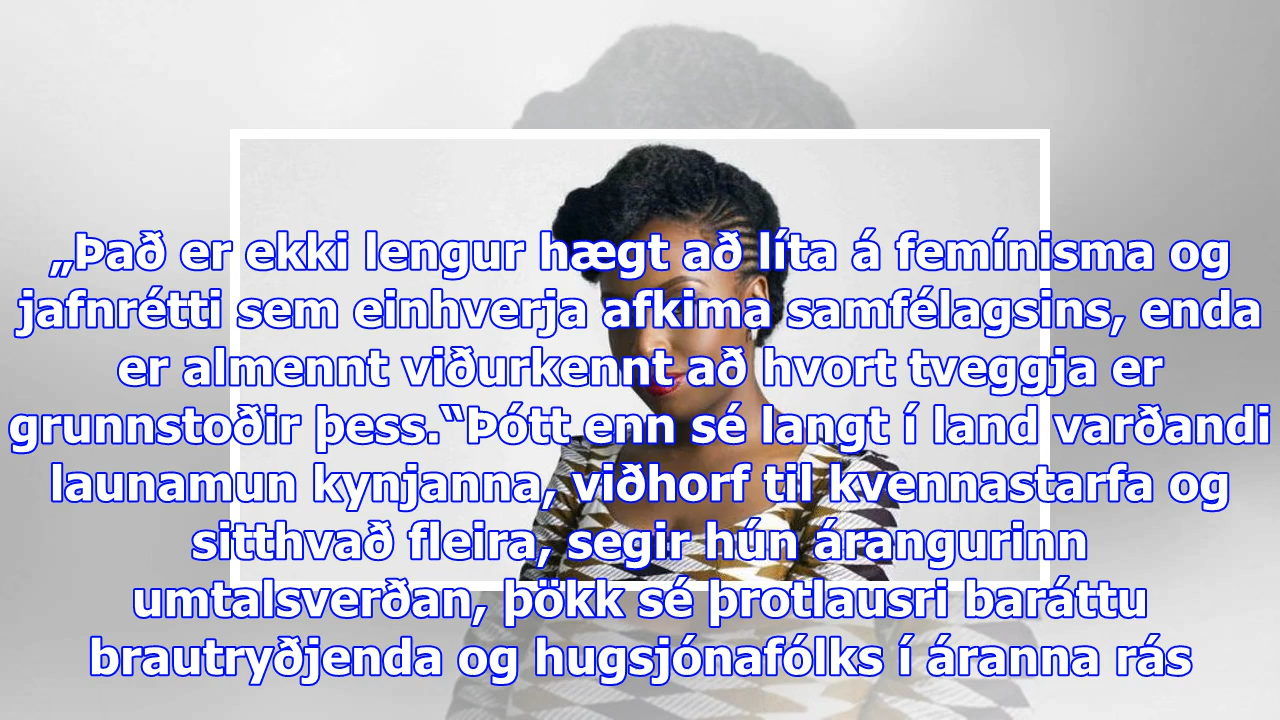 „Það er ekki lengur hægt að líta á femínisma og
jafnrétti sem einhverja afkima samfélagsins, enda
er almennt viðurkennt að hvort tveggja er
grunnstoðir þess.“Þótt enn sé langt í land varðandi
launamun kynjanna, viðhorf til kvennastarfa og
sitthvað fleira, segir hún árangurinn
umtalsverðan, þökk sé þrotlausri baráttu
brautryðjenda og hugsjónafólks í áranna rás